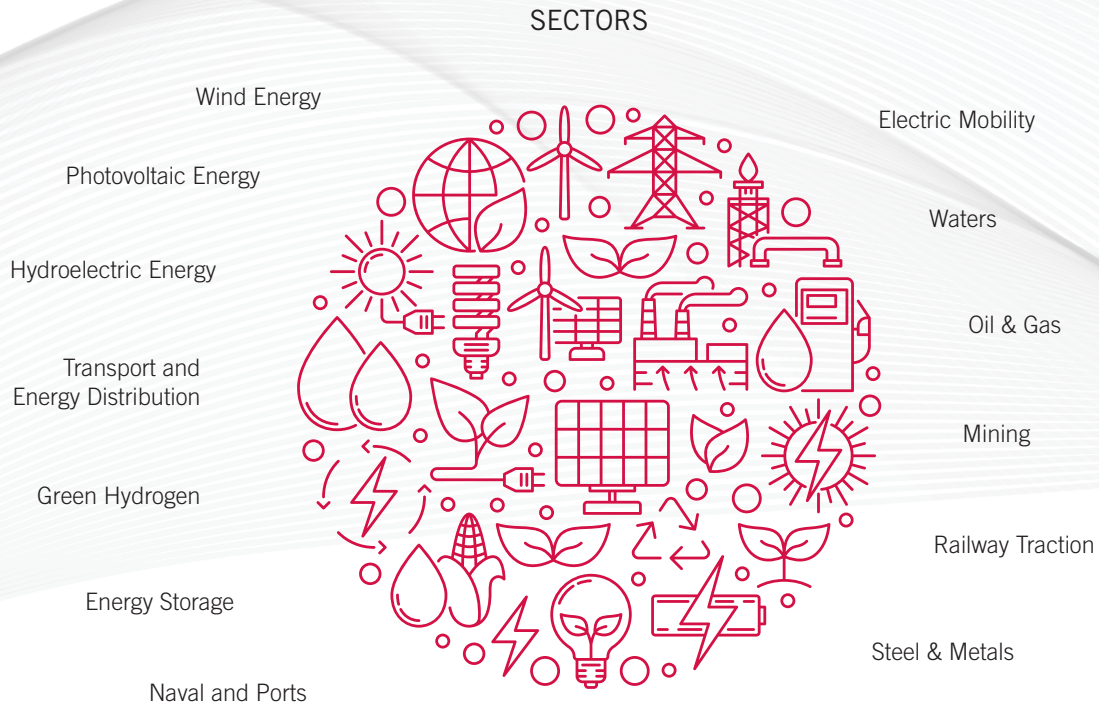 SECTORS
Wind Energy
Photovoltaic Energy
Hydroelectric Energy
Transport and
Energy Distribution
Green Hydrogen
Energy Storage
Naval and Ports
Electric Mobility
Waters
Oil & Gas
Mining
Railway Traction
Steel & Metals